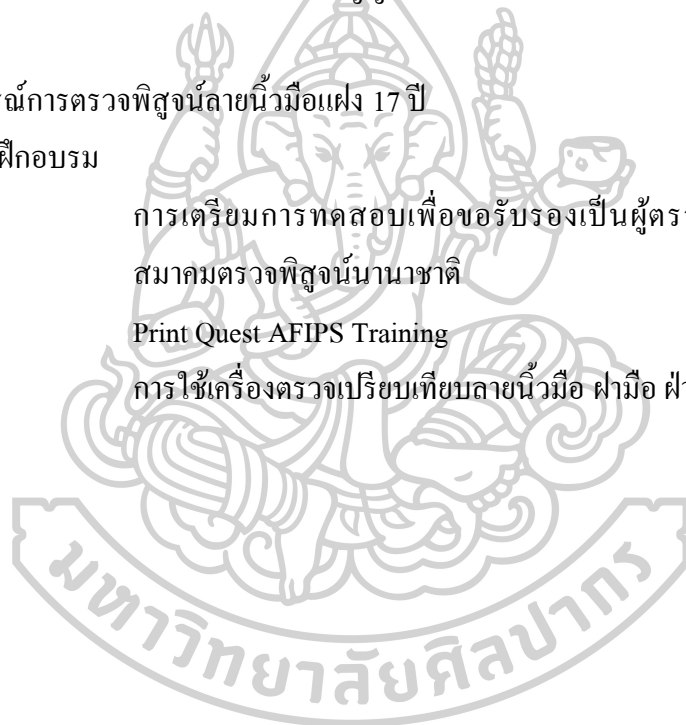 การตรวจพิสูจน์ลายนิ้วมือแฝง 17 ปี
ฝึกอบรม
การเตรียมการทดสอบเพื่อขอรับรองเป็น
สมาคมตรวจพิสูจน์นานาชาติ
Print Quest AFIPS Training
การใช้เครื่องตรวจเปรียบเทียบลายนิ้วมือ ฝ่ามือ
มหาวิทยาลัยศิลปากร